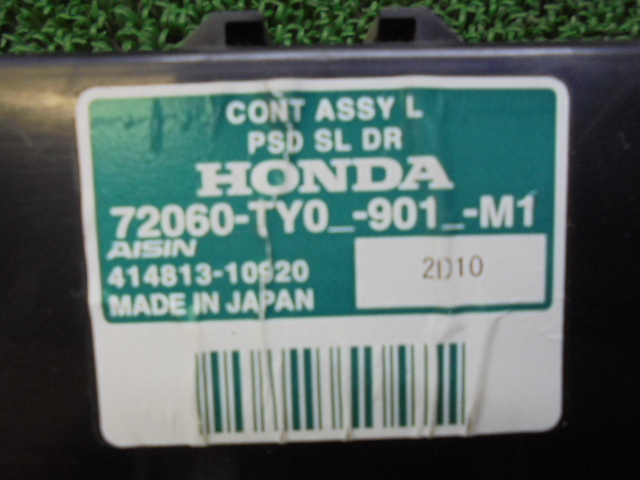 CONT ASSY L
PSD SL DR
HONDA
72060-TY0_-901_-M1
AISIN
414813-10920
2D10
MADE IN JAPAN